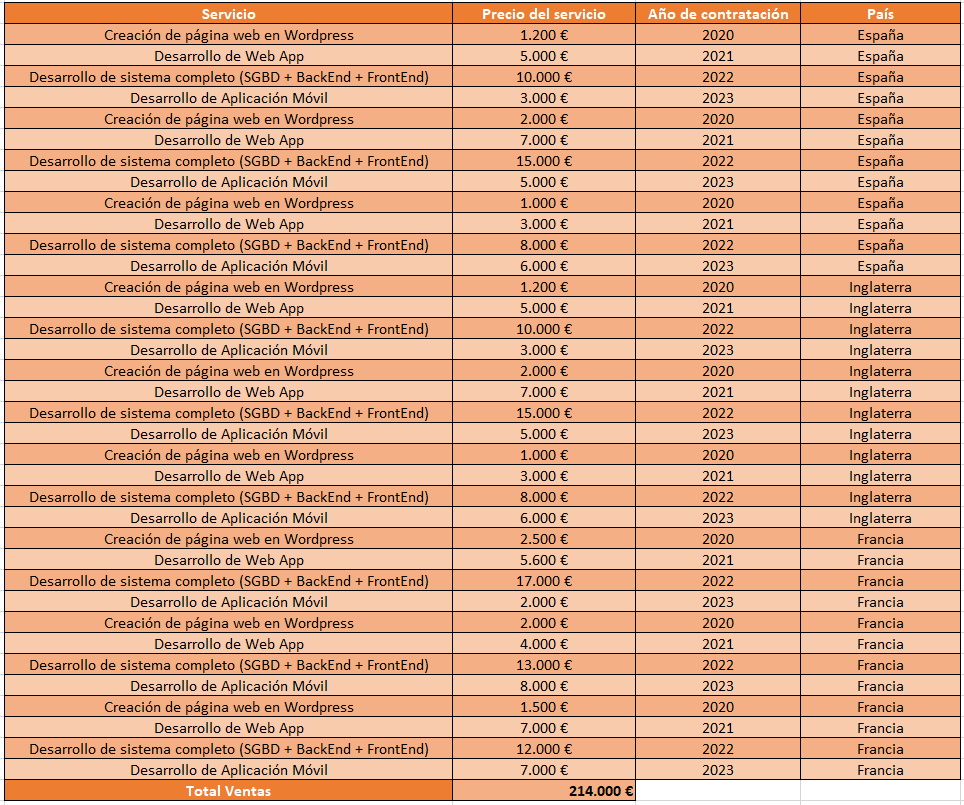 Servicio Precio del servicio Año de contratación País
Creación de página web en Wordpress 1.200 € 2020 España
Desarrollo de Web App 5.000 € 2021 España
Desarrollo de sistema completo (SGBD + BackEnd + FrontEnd) 10.000 € 2022 España
Desarrollo de Aplicación Móvil 3.000 € 2023 España
Creación de página web en Wordpress 2.000 € 2020 España
Desarrollo de Web App 7.000 € 2021 España
Desarrollo de sistema completo (SGBD + BackEnd + FrontEnd) 15.000 € 2022 España
Desarrollo de Aplicación Móvil 5.000 € 2023 España
Creación de página web en Wordpress 1.000 € 2020 España
Desarrollo de Web App 3.000 € 2021 España
Desarrollo de sistema completo (SGBD + BackEnd + FrontEnd) 8.000 € 2022 España
Desarrollo de Aplicación Móvil 6.000 € 2023 España
Creación de página web en Wordpress 1.200 € 2020 Inglaterra
Desarrollo de Web App 5.000 € 2021 Inglaterra
Desarrollo de sistema completo (SGBD + BackEnd + FrontEnd) 10.000 € 2022 Inglaterra
Desarrollo de Aplicación Móvil 3.000 € 2023 Inglaterra
Creación de página web en Wordpress 2.000 € 2020 Inglaterra
Desarrollo de Web App 7.000 € 2021 Inglaterra
Desarrollo de sistema completo (SGBD + BackEnd + FrontEnd) 15.000 € 2022 Inglaterra
Desarrollo de Aplicación Móvil 5.000 € 2023 Inglaterra
Creación de página web en Wordpress 1.000 € 2020 Inglaterra
Desarrollo de Web App 3.000 € 2021 Inglaterra
Desarrollo de sistema completo (SGBD + BackEnd + FrontEnd) 8.000 € 2022 Inglaterra
Desarrollo de Aplicación Móvil 6.000 € 2023 Inglaterra
Creación de página web en Wordpress 2.500 € 2020 Francia
Desarrollo de Web App 5.600 € 2021 Francia
Desarrollo de sistema completo (SGBD + BackEnd + FrontEnd) 17.000 € 2022 Francia
Desarrollo de Aplicación Móvil 2.000 € 2023 Francia
Creación de página web en Wordpress 2.000 € 2020 Francia
Desarrollo de Web App 4.000 € 2021 Francia
Desarrollo de sistema completo (SGBD + BackEnd + FrontEnd) 13.000 € 2022 Francia
Desarrollo de Aplicación Móvil 8.000 € 2023 Francia
Creación de página web en Wordpress 1.500 € 2020 Francia
Desarrollo de Web App 7.000 € 2021 Francia
Desarrollo de sistema completo (SGBD + BackEnd + FrontEnd) 12.000 € 2022 Francia
Desarrollo de Aplicación Móvil 7.000 € 2023 Francia
Total Ventas 214.000 €